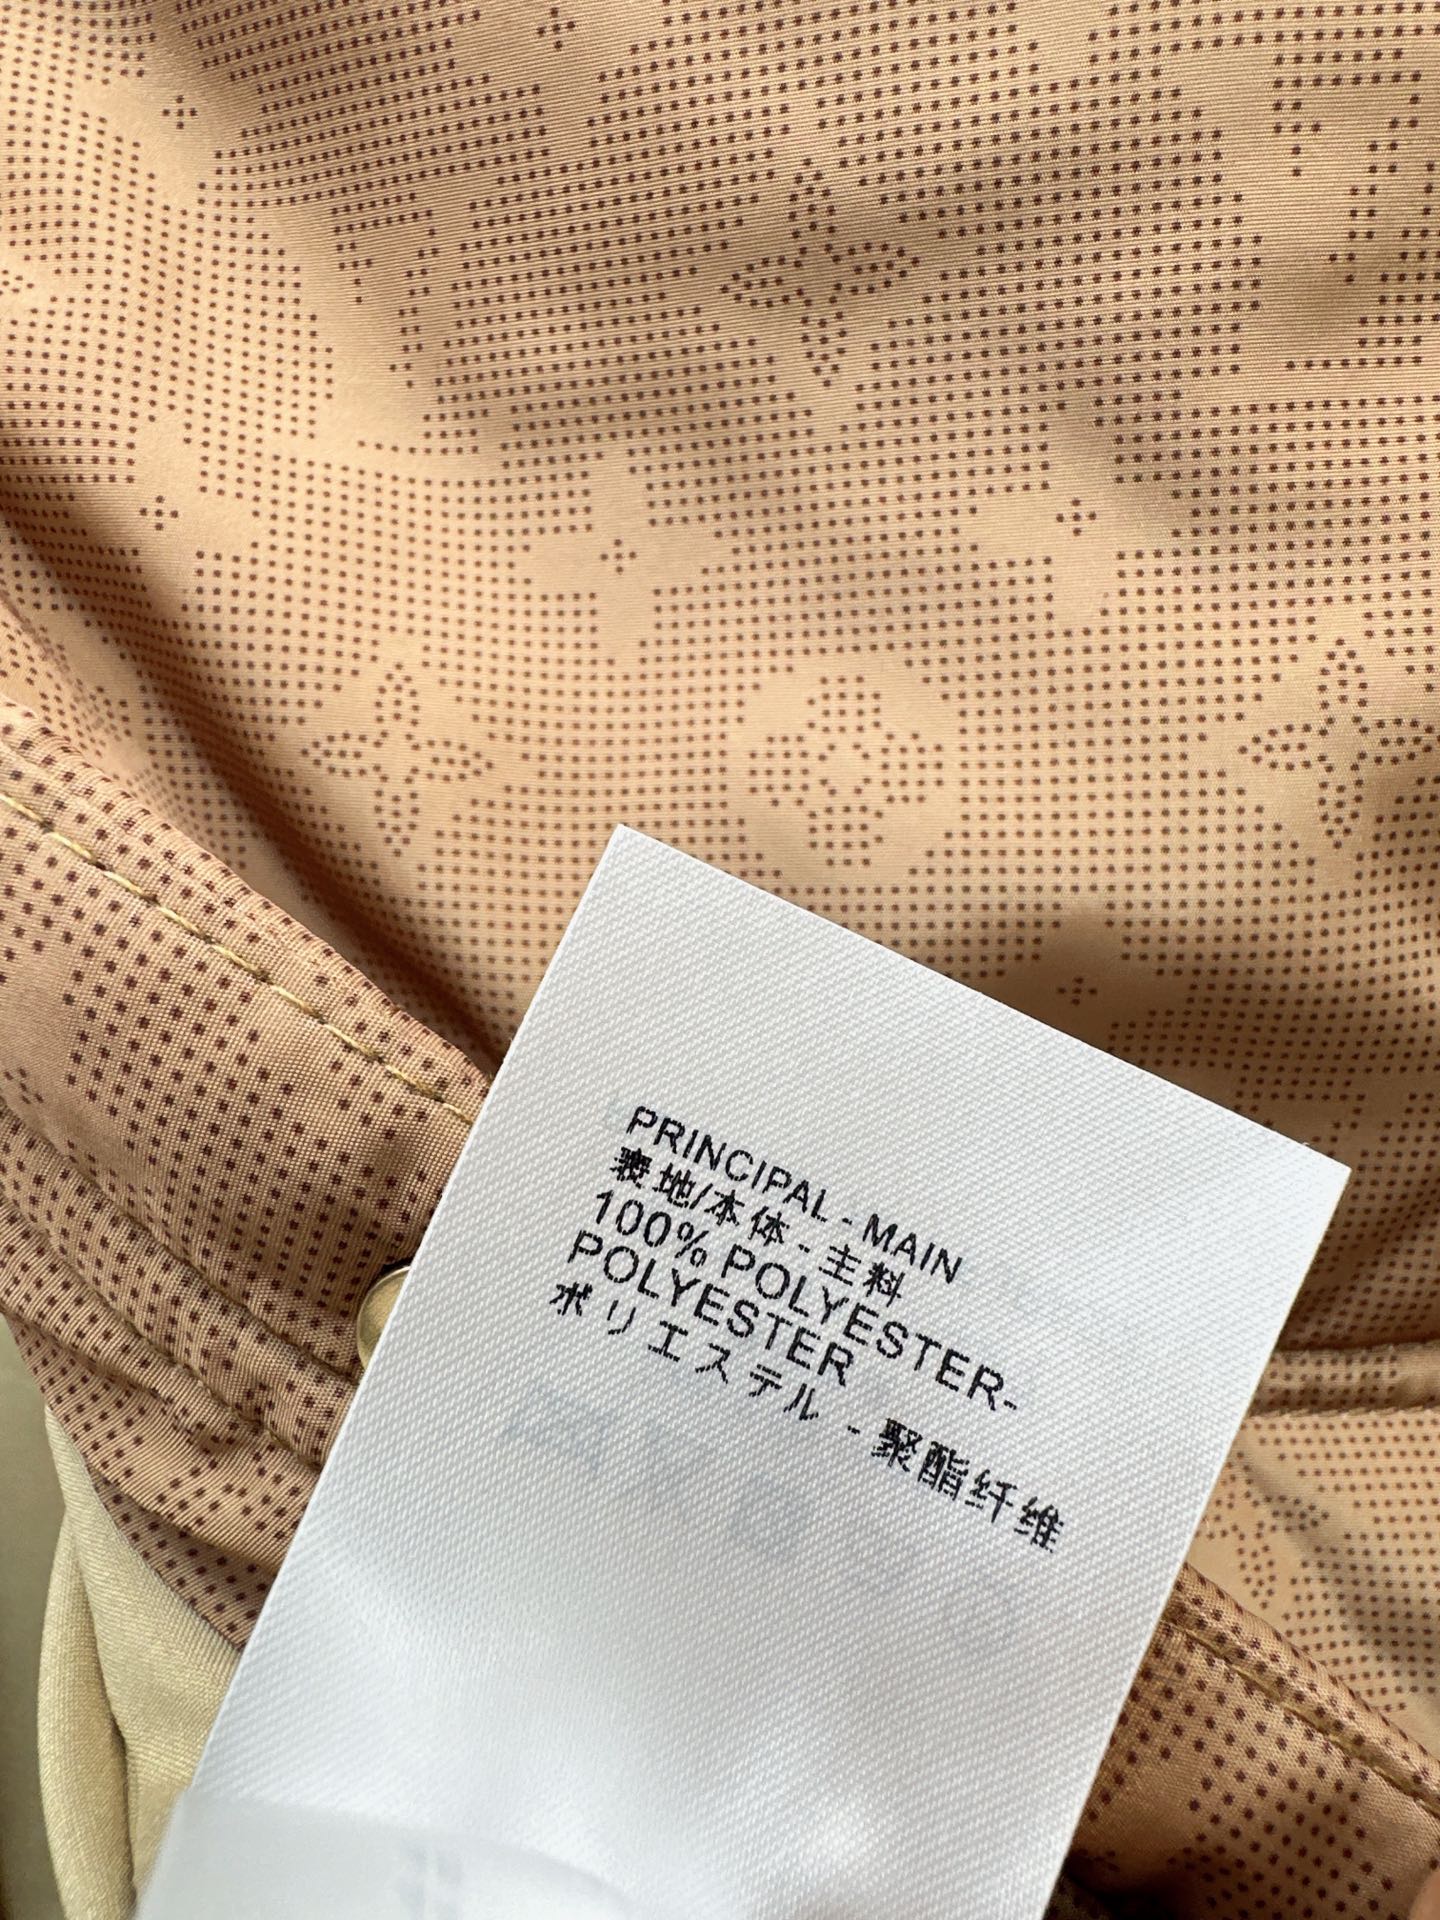 PRINCIPAL - MAIN
表地/本体 - 主料
100% POLYESTER-
POLYESTER
ポリエステル - 聚酯纤维